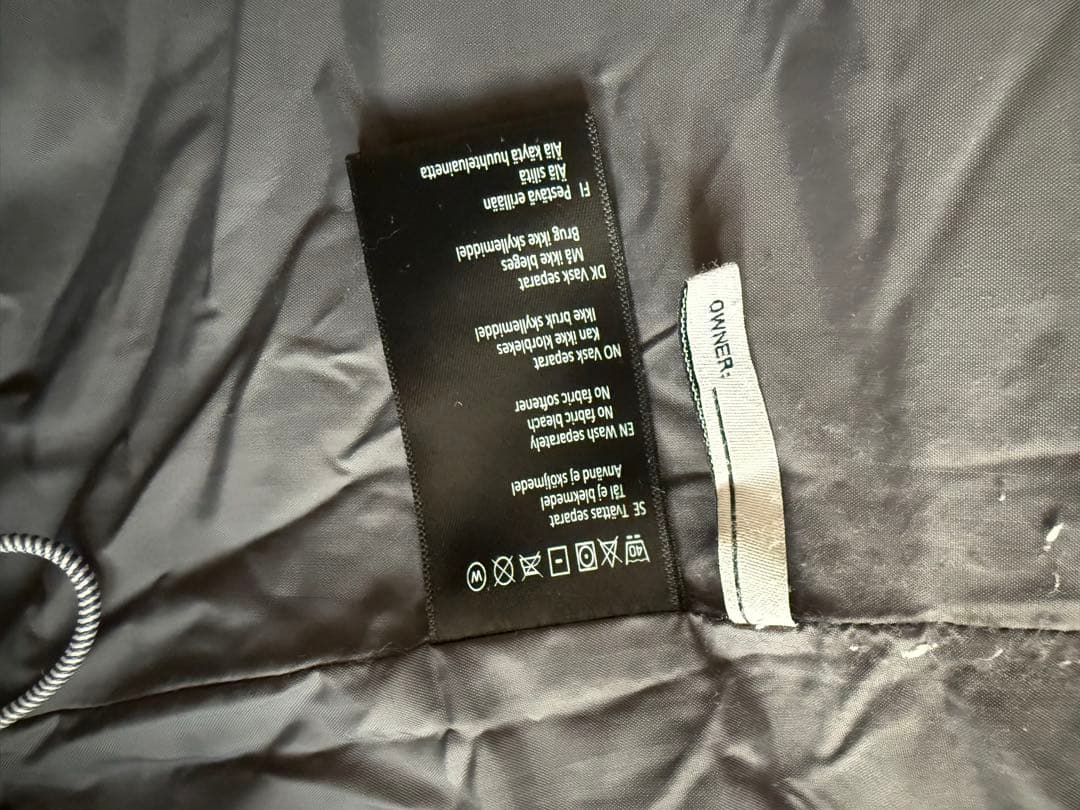 40 W
SE Tvättas separat
Tål ej blekmedel
Använd ej sköljmedel
EN Wash separately
No fabric bleach
No fabric softener
NO Vask separat
Kan ikke klorblekes
Ikke bruk skyllemiddel
DK Vask separat
Må ikke bleges
Brug ikke skyllemiddel
FI Pestävä erillään
Älä silitä
Älä käytä huuhteluainetta
OWNER: